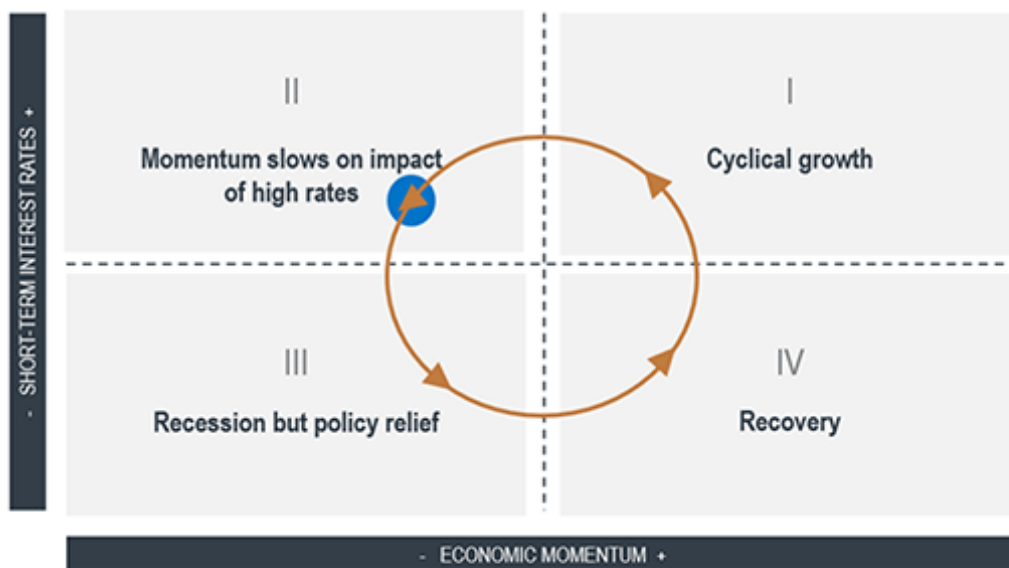 - SHORT-TERM INTEREST RATES +
II
Momentum slows on impact
of high rates
I
Cyclical growth
III
Recession but policy relief
IV
Recovery
- ECONOMIC MOMENTUM +